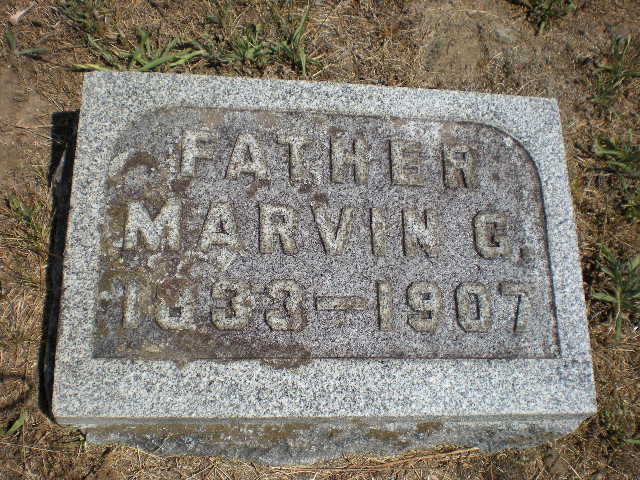 FATHER
MARVIN G.
1833-1907